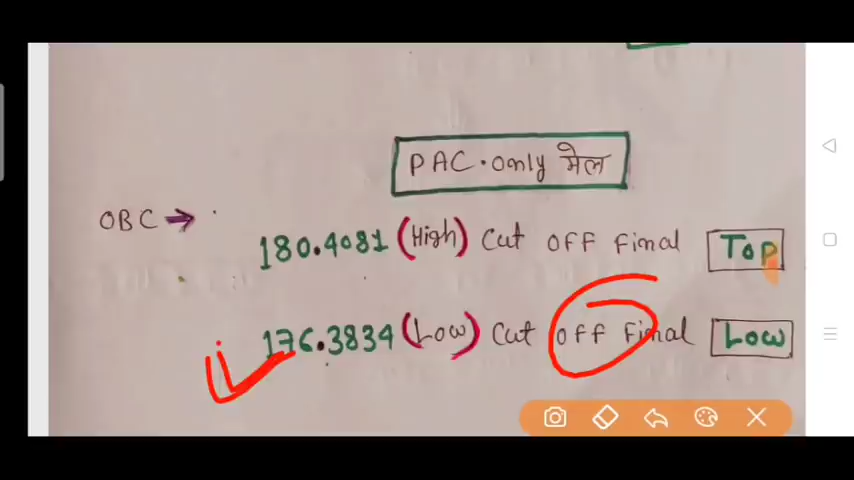 PAC. only मेल
OBC →
180.4081 (High) Cut OFF Final Top
176.3834 (Low) Cut OFF Final Low